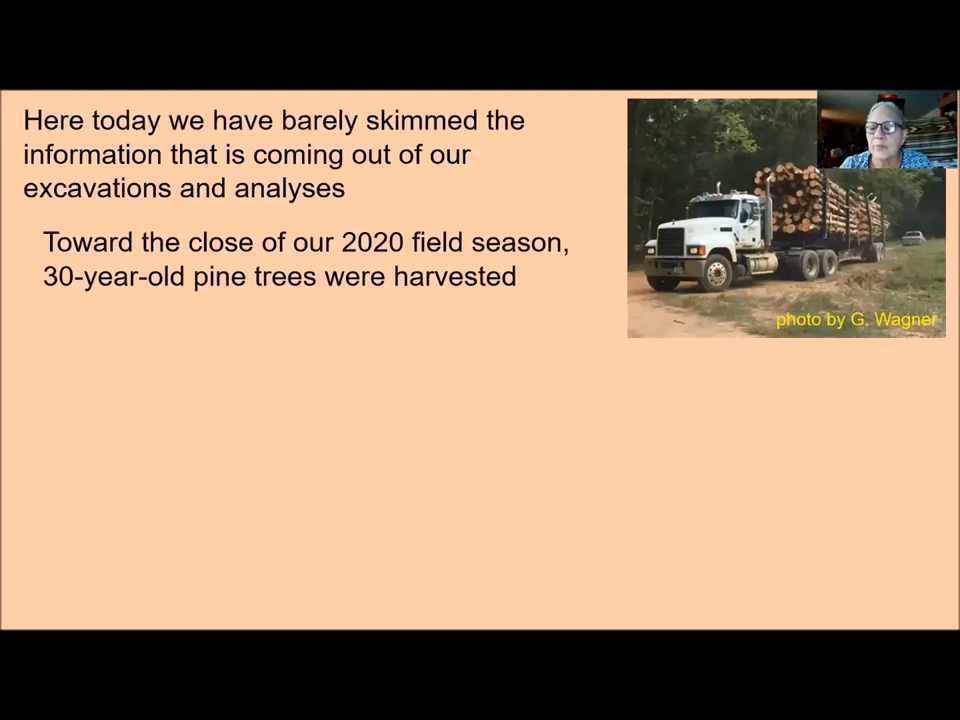 Here today we have barely skimmed the
information that is coming out of our
excavations and analyses
Toward the close of our 2020 field season,
30-year-old pine trees were harvested
photo by G. Wagner